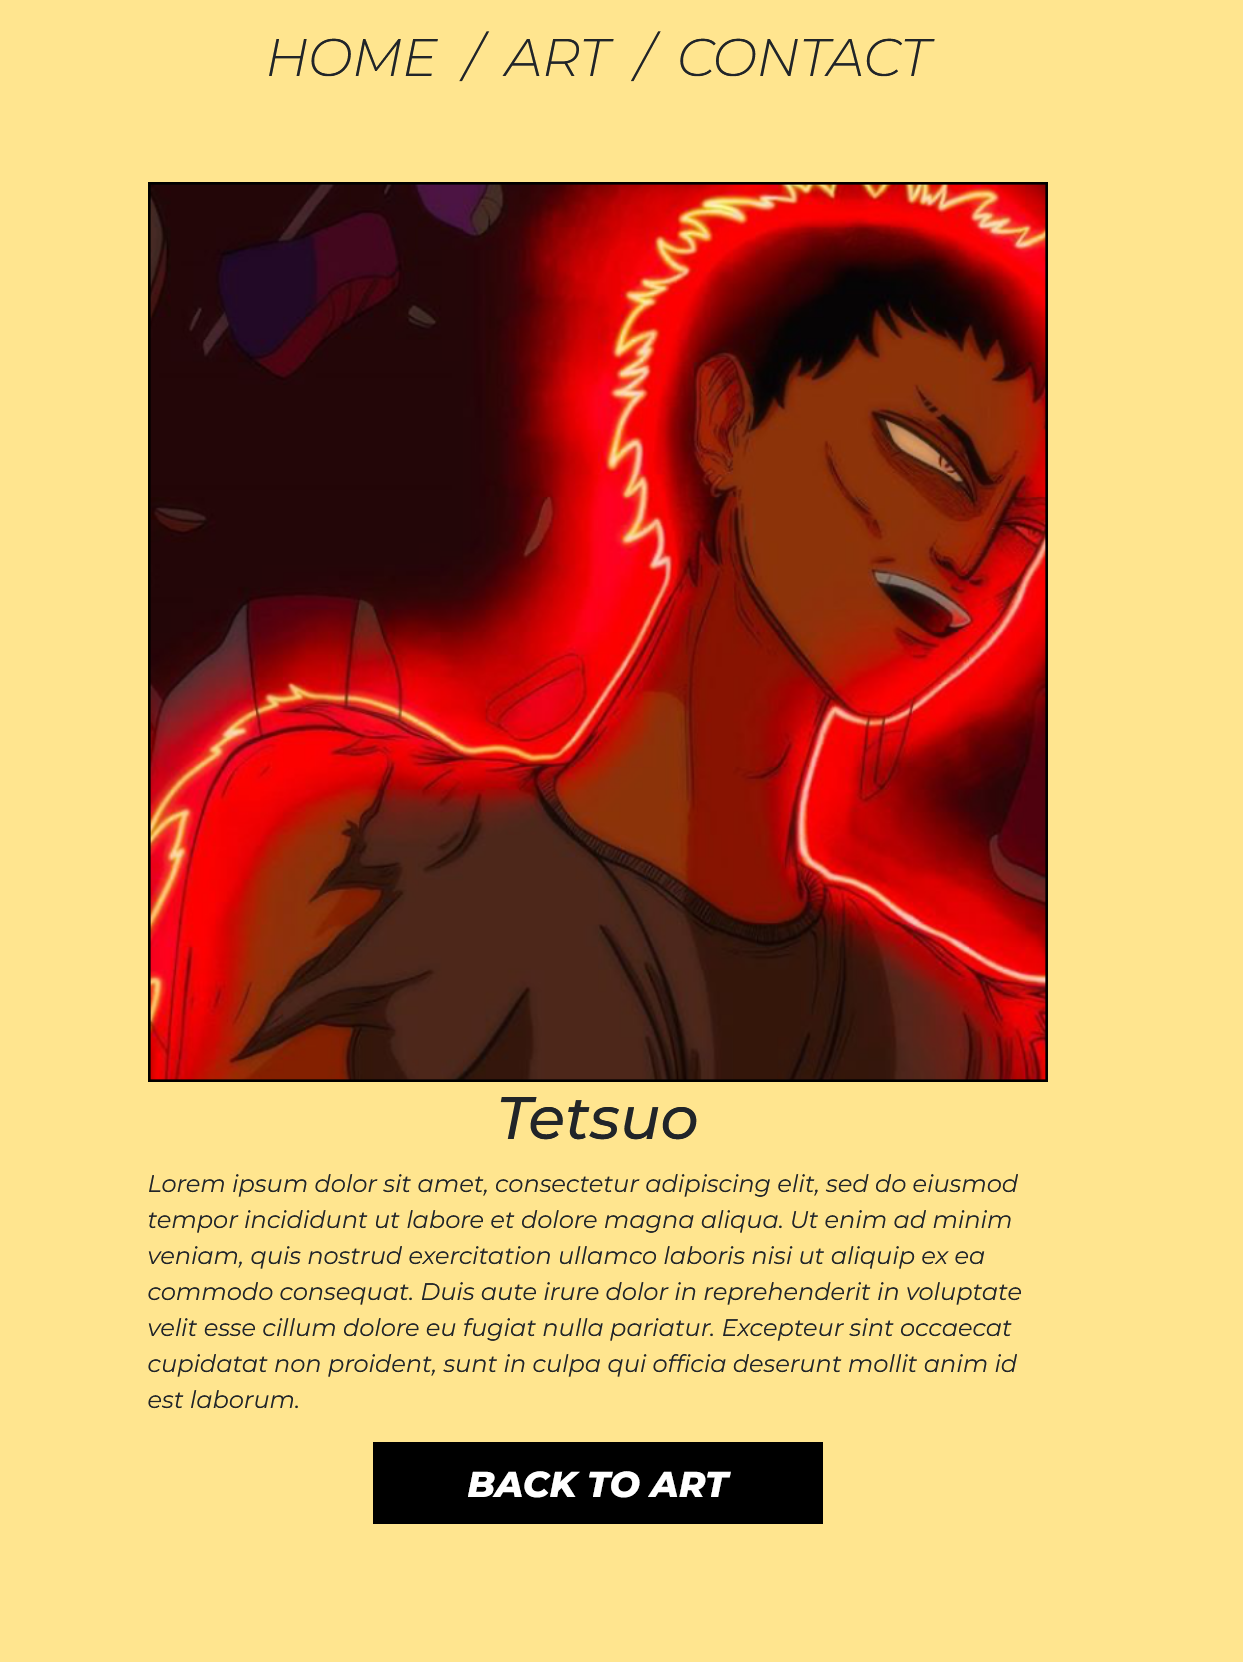 HOME / ART / CONTACT
Tetsuo
Lorem ipsum dolor sit amet, consectetur adipiscing elit, sed do eiusmod
tempor incididunt ut labore et dolore magna aliqua. Ut enim ad minim
veniam, quis nostrud exercitation ullamco laboris nisi ut aliquip ex ea
commodo consequat. Duis aute irure dolor in reprehenderit in voluptate
velit esse cillum dolore eu fugiat nulla pariatur. Excepteur sint occaecat
cupidatat non proident, sunt in culpa qui officia deserunt mollit anim id
est laborum.
BACK TO ART